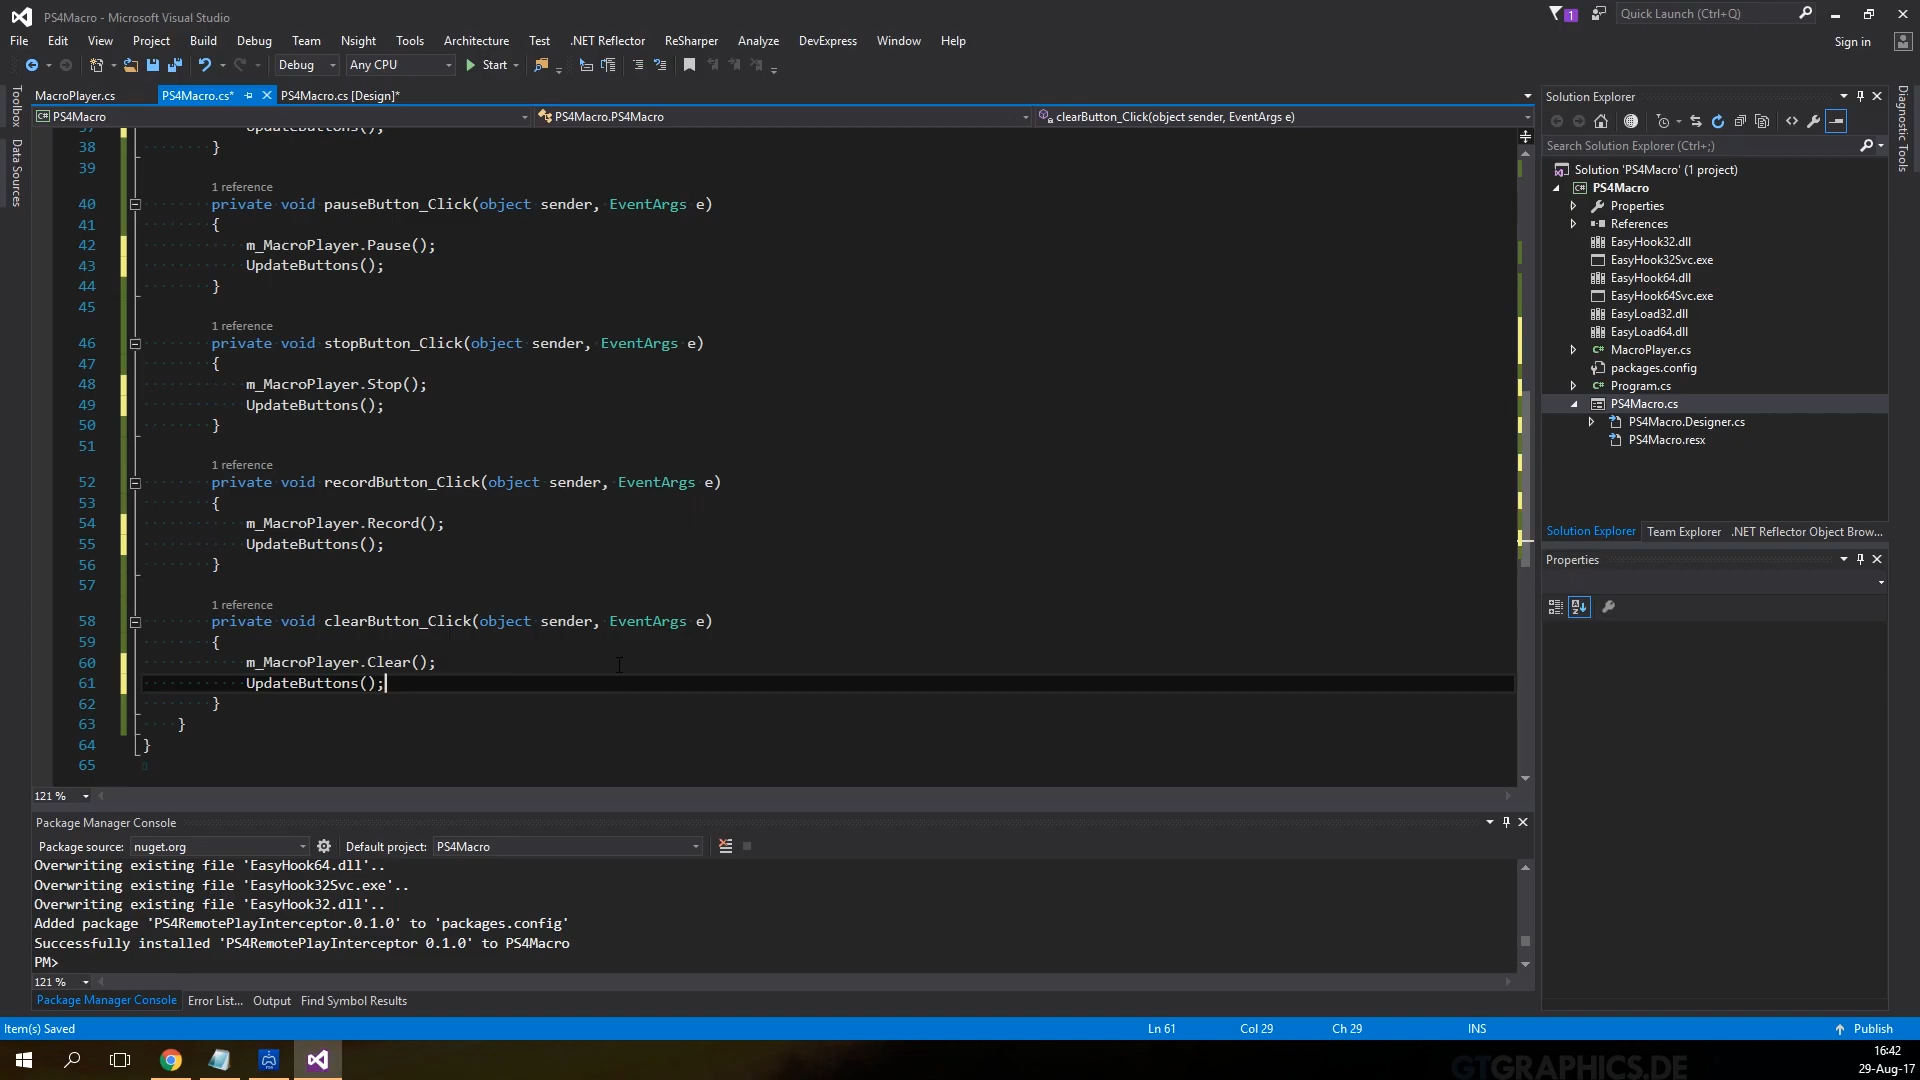 PS4Macro - Microsoft Visual Studio
1
Quick Launch (Ctrl+Q)
File Edit View Project Build Debug Team Nsight Tools Architecture Test .NET Reflector ReSharper Analyze DevExpress Window Help
Sign in
Debug Any CPU Start
MacroPlayer.cs PS4Macro.cs* PS4Macro.cs [Design]*
PS4Macro PS4Macro.PS4Macro clearButton_Click(object sender, EventArgs e)
Toolbox
Data Sources
37 UpdateButtons();
38 }
39
1 reference
40 private void pauseButton_Click(object sender, EventArgs e)
41 {
42 m_MacroPlayer.Pause();
43 UpdateButtons();
44 }
45
1 reference
46 private void stopButton_Click(object sender, EventArgs e)
47 {
48 m_MacroPlayer.Stop();
49 UpdateButtons();
50 }
51
1 reference
52 private void recordButton_Click(object sender, EventArgs e)
53 {
54 m_MacroPlayer.Record();
55 UpdateButtons();
56 }
57
1 reference
58 private void clearButton_Click(object sender, EventArgs e)
59 {
60 m_MacroPlayer.Clear();
61 UpdateButtons();
62 }
63 }
64 }
65
121 %
Package Manager Console
Package source: nuget.org Default project: PS4Macro
Overwriting existing file 'EasyHook64.dll'..
Overwriting existing file 'EasyHook32Svc.exe'..
Overwriting existing file 'EasyHook32.dll'..
Added package 'PS4RemotePlayInterceptor.0.1.0' to 'packages.config'
Successfully installed 'PS4RemotePlayInterceptor 0.1.0' to PS4Macro
PM>
121 %
Package Manager Console Error List... Output Find Symbol Results
Solution Explorer
Search Solution Explorer (Ctrl+;)
Solution 'PS4Macro' (1 project)
PS4Macro
Properties
References
EasyHook32.dll
EasyHook32Svc.exe
EasyHook64.dll
EasyHook64Svc.exe
EasyLoad32.dll
EasyLoad64.dll
MacroPlayer.cs
packages.config
Program.cs
PS4Macro.cs
PS4Macro.Designer.cs
PS4Macro.resx
Solution Explorer Team Explorer .NET Reflector Object Brow...
Properties
Diagnostic Tools
Item(s) Saved Ln 61 Col 29 Ch 29 INS Publish
GTGRAPHICS.DE
16:42
29-Aug-17